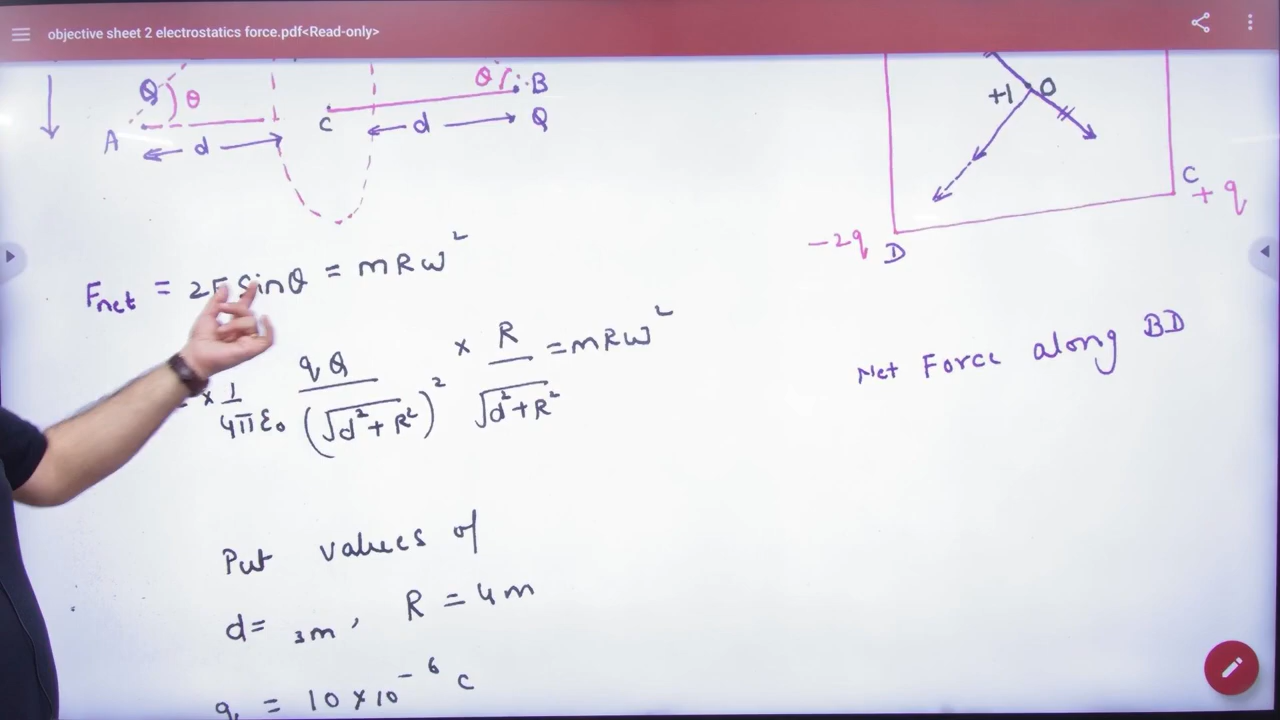 objective sheet 2 electrostatics force.pdf<Read-only>
Q θ
A d
C d
θ B
Q
+1 O
C
+ q
-2q D
Fnet = 2F Sinθ = mRω²
× 1/4πε₀ qQ/(√d²+R²)² × R/√d²+R² = mRω²
Net Force along BD
Put values of
d = 3m, R = 4m
q = 10 × 10⁻⁶ C